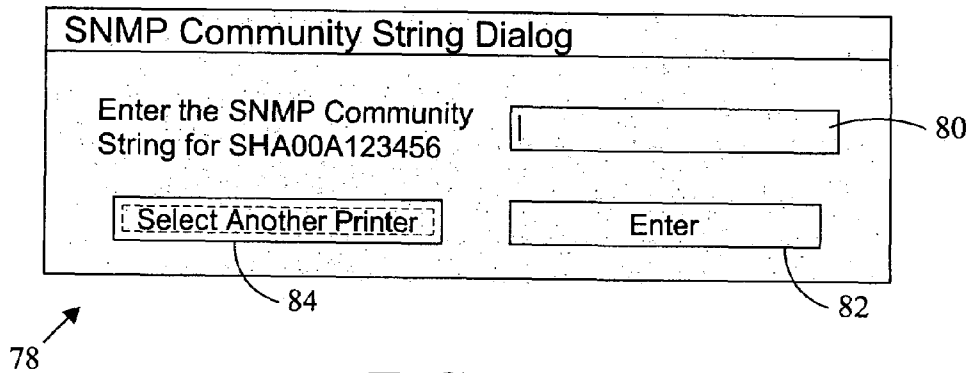 SNMP Community String Dialog
Enter the SNMP Community
String for SHA00A123456
80
Select Another Printer
Enter
84
82
78